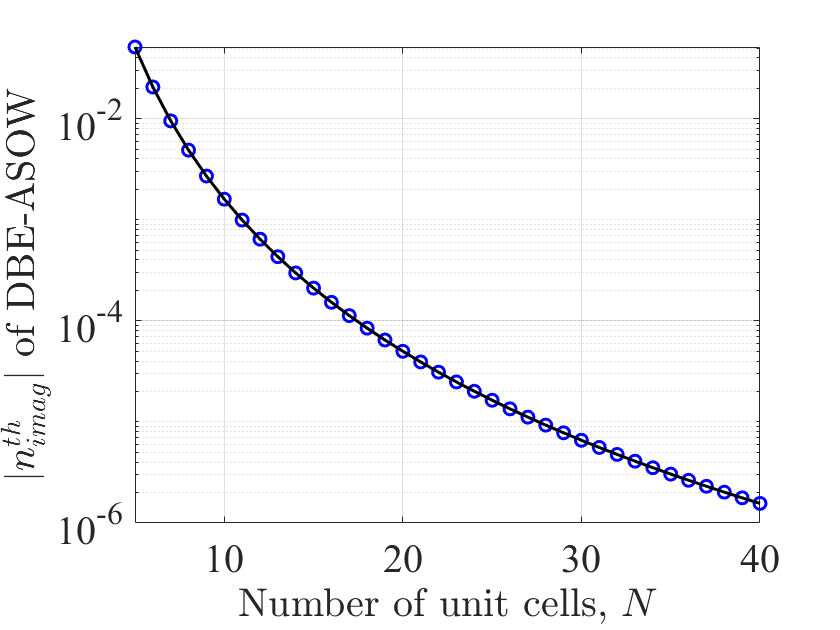 |n_{imag}^{th}| of DBE-ASOW
10^{-2}
10^{-4}
10^{-6}
10 20 30 40
Number of unit cells, N